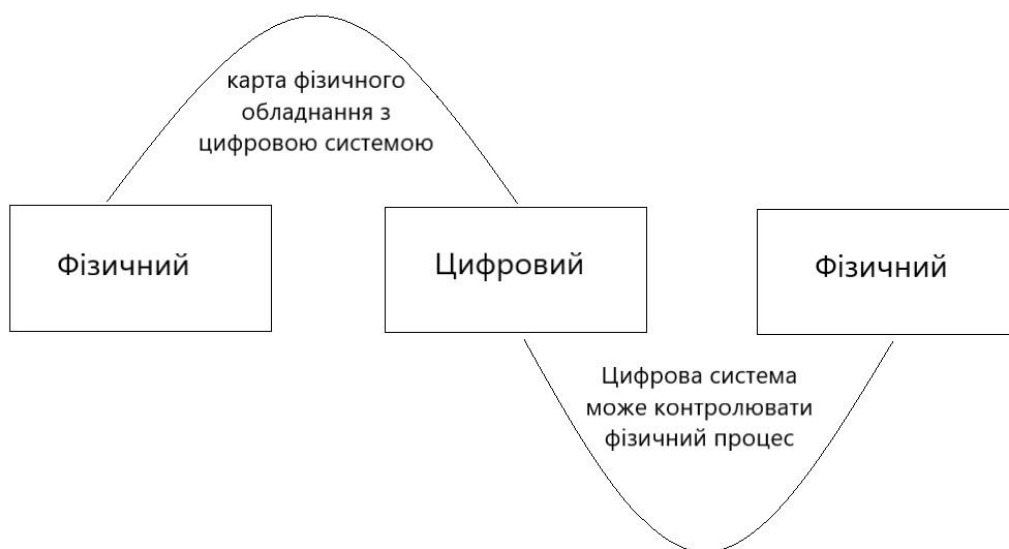 карта фізичного
обладнання з
цифровою системою
Фізичний
Цифровий
Фізичний
Цифрова система
може контролювати
фізичний процес